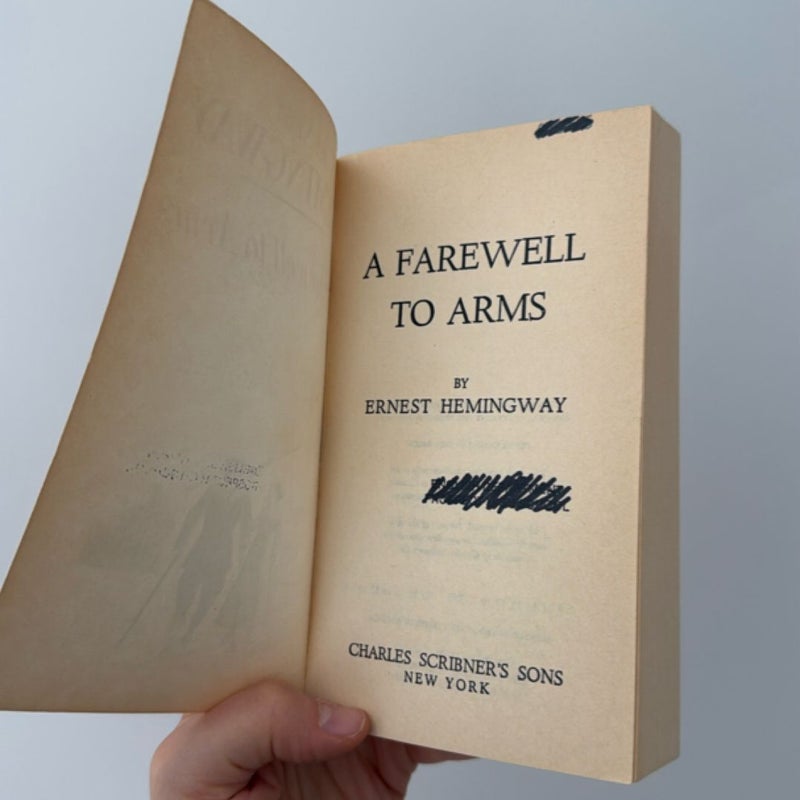 A FAREWELL
TO ARMS
BY
ERNEST HEMINGWAY
CHARLES SCRIBNER'S SONS
NEW YORK